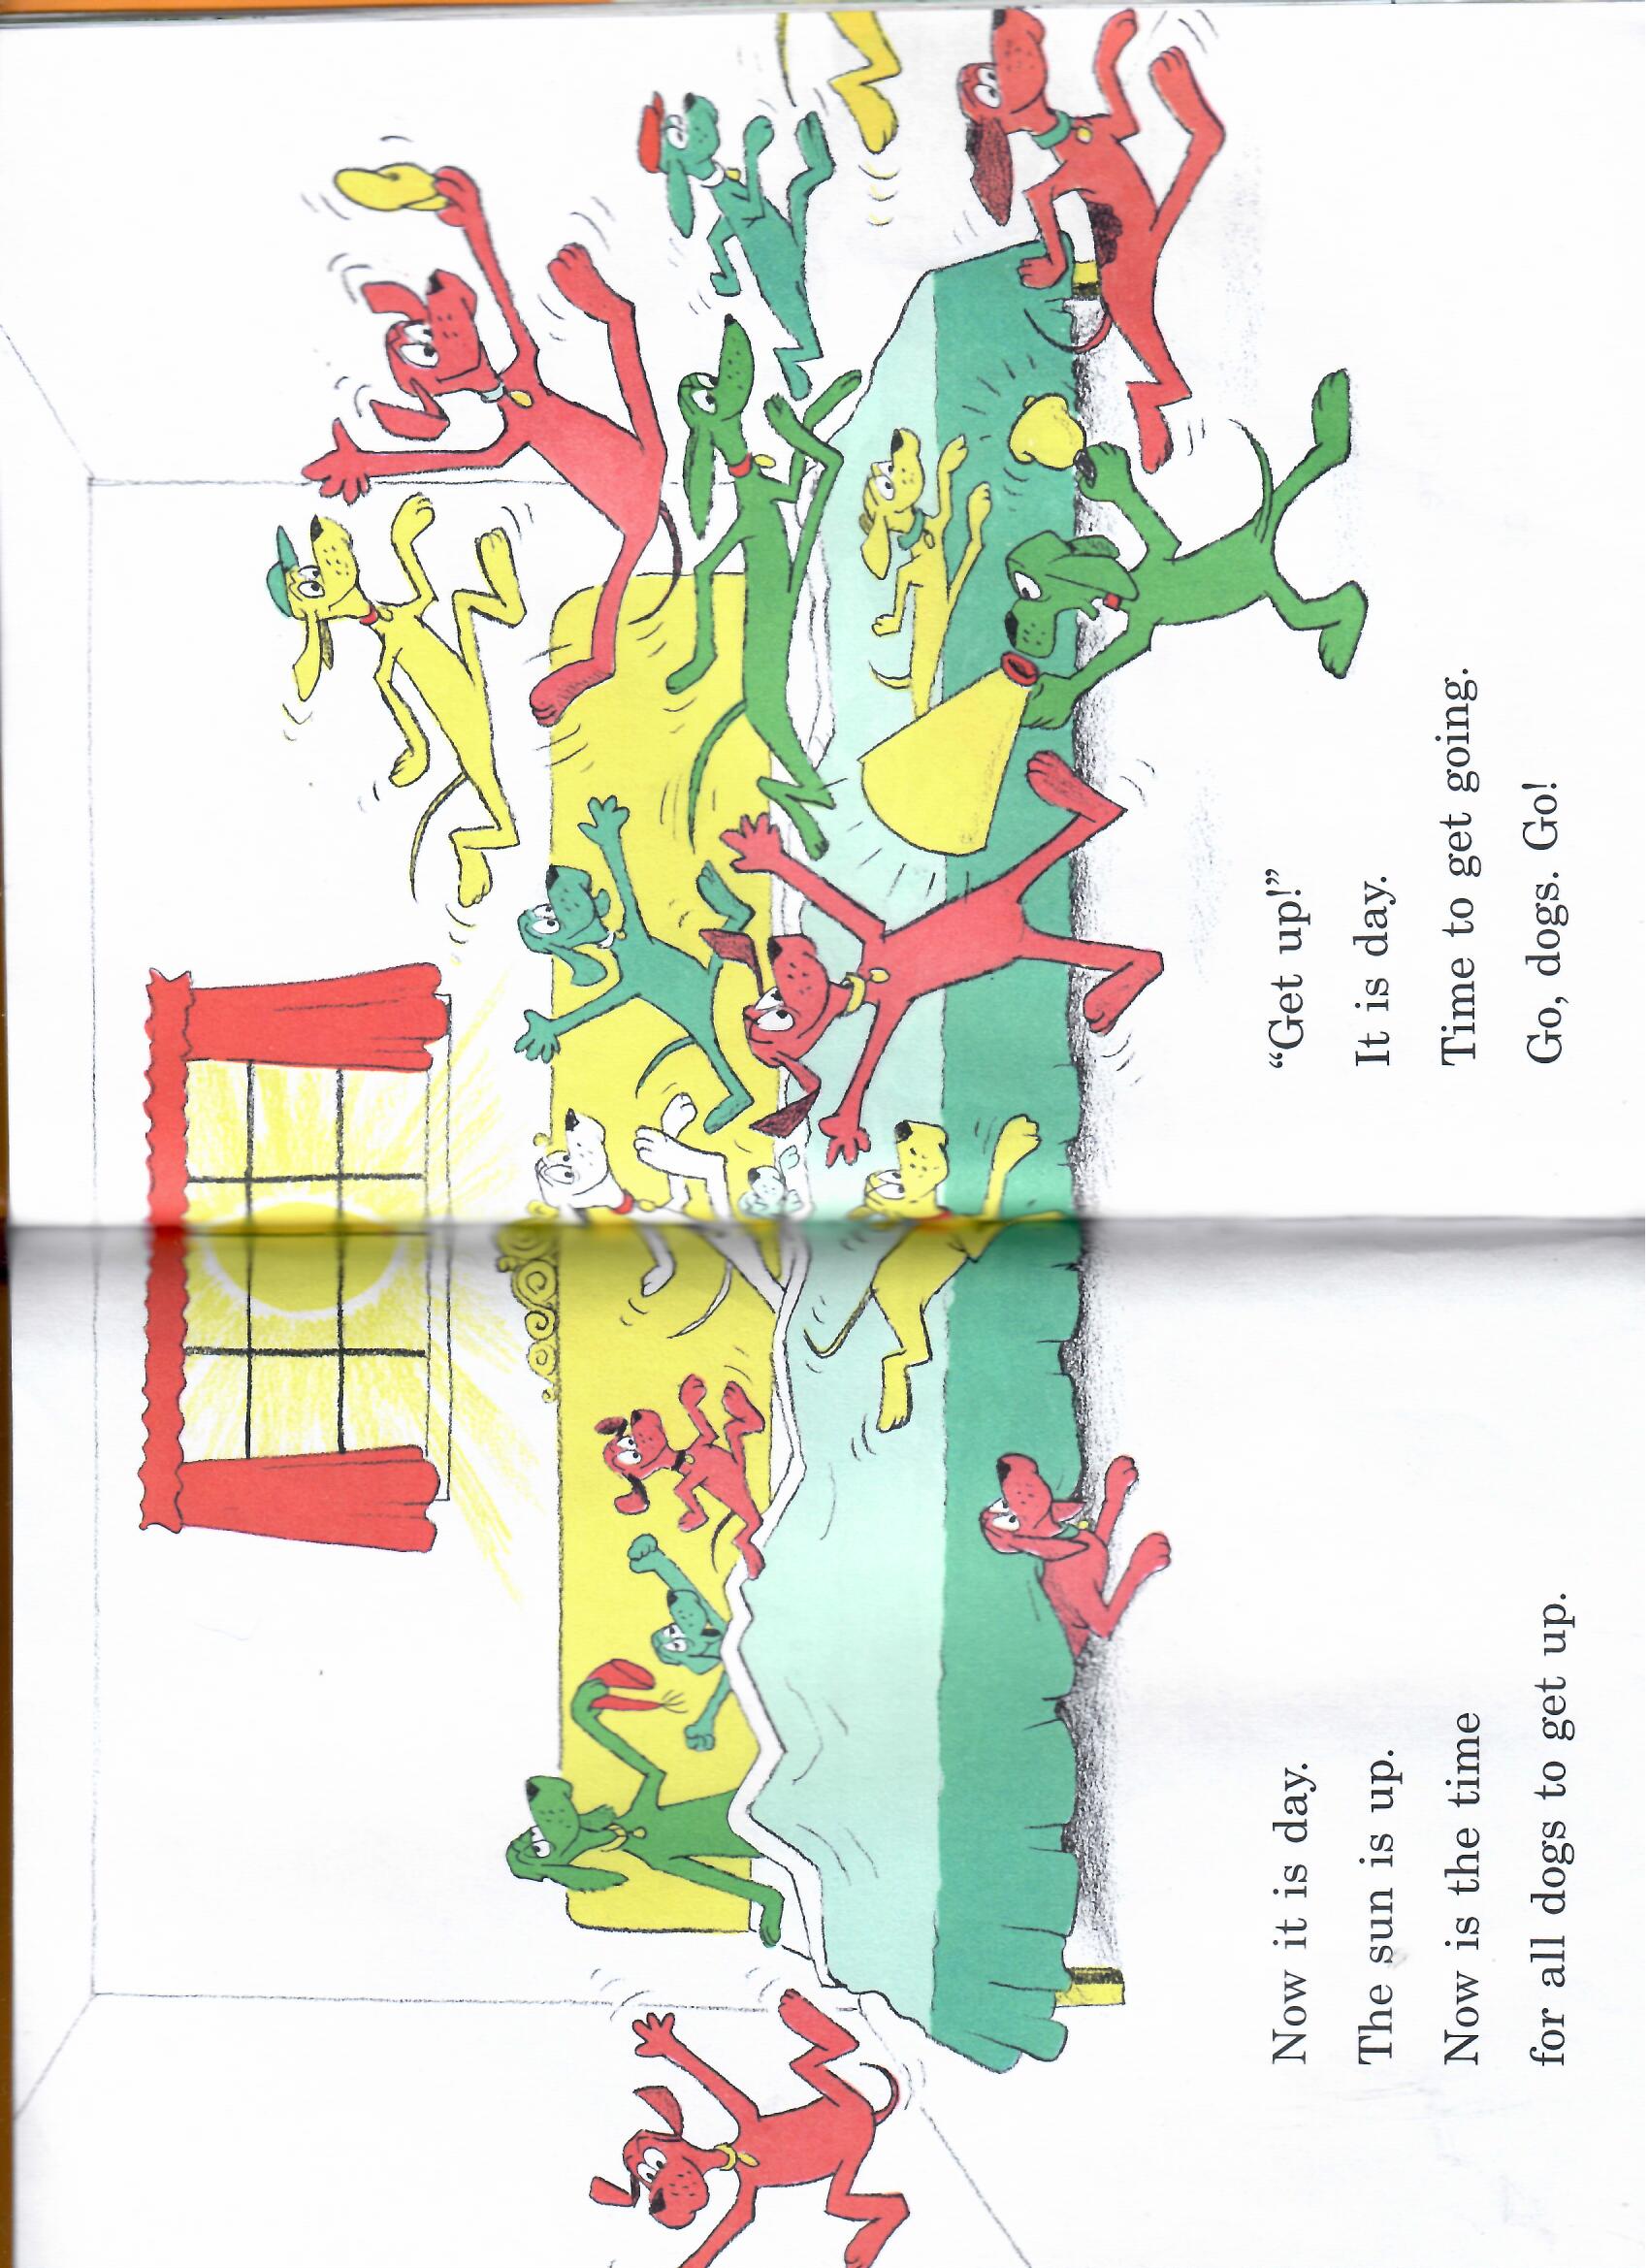 Now it is day.
The sun is up.
Now is the time
for all dogs to get up.
“Get up!”
It is day.
Time to get going.
Go, dogs. Go!